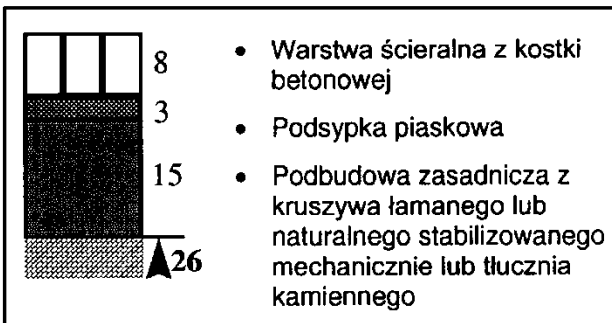 8
3
15
26
• Warstwa ścieralna z kostki
betonowej
• Podsypka piaskowa
• Podbudowa zasadnicza z
kruszywa łamanego lub
naturalnego stabilizowanego
mechanicznie lub tłucznia
kamiennego